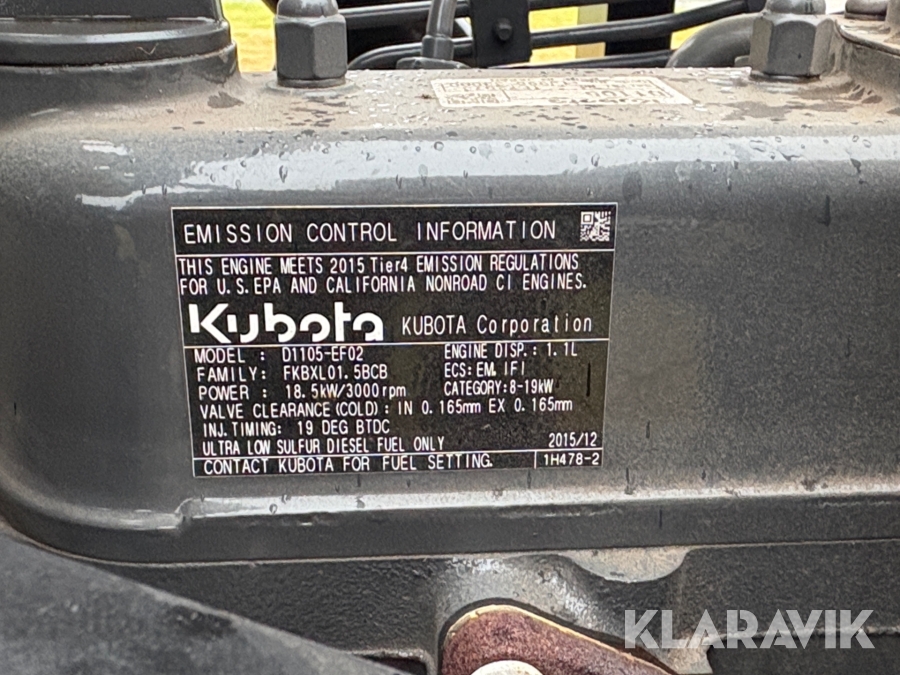 EMISSION CONTROL INFORMATION
THIS ENGINE MEETS 2015 Tier4 EMISSION REGULATIONS
FOR U.S.EPA AND CALIFORNIA NONROAD CI ENGINES.
Kubota KUBOTA Corporation
MODEL : D1105-EF02 ENGINE DISP.: 1.1L
FAMILY: FKBXL01.5BCB ECS: EM, IFI
POWER : 18.5kW/3000rpm CATEGORY:8-19kW
VALVE CLEARANCE(COLD): IN 0.165mm EX 0.165mm
INJ.TIMING: 19 DEG BTDC
ULTRA LOW SULFUR DIESEL FUEL ONLY 2015/12
CONTACT KUBOTA FOR FUEL SETTING. 1H478-2
KLARAVIK